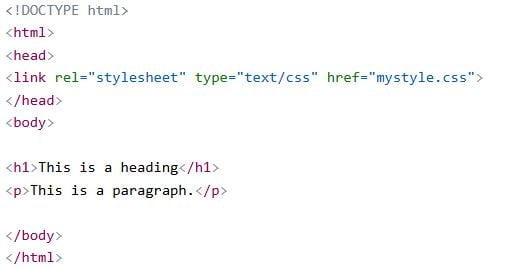 <!DOCTYPE html>
<html>
<head>
<link rel="stylesheet" type="text/css" href="mystyle.css">
</head>
<body>
<h1>This is a heading</h1>
<p>This is a paragraph.</p>
</body>
</html>